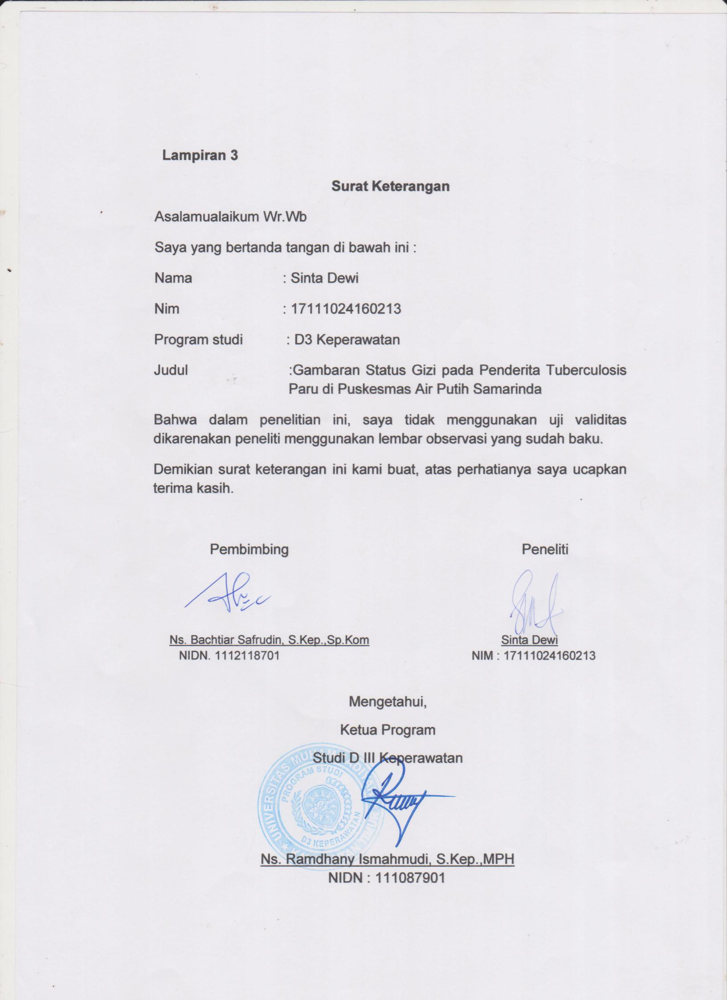 Lampiran 3
Surat Keterangan
Asalamualaikum Wr.Wb
Saya yang bertanda tangan di bawah ini :
Nama : Sinta Dewi
Nim : 17111024160213
Program studi : D3 Keperawatan
Judul :Gambaran Status Gizi pada Penderita Tuberculosis
Paru di Puskesmas Air Putih Samarinda
Bahwa dalam penelitian ini, saya tidak menggunakan uji validitas
dikarenakan peneliti menggunakan lembar observasi yang sudah baku.
Demikian surat keterangan ini kami buat, atas perhatianya saya ucapkan
terima kasih.
Pembimbing Peneliti
Ns. Bachtiar Safrudin, S.Kep.,Sp.Kom Sinta Dewi
NIDN. 1112118701 NIM : 17111024160213
Mengetahui,
Ketua Program
Studi D III Keperawatan
UNIVERSITAS MUHAMMADIYAH
PROGRAM STUDI
D3 KEPERAWATAN
Ns. Ramdhany Ismahmudi, S.Kep.,MPH
NIDN : 111087901